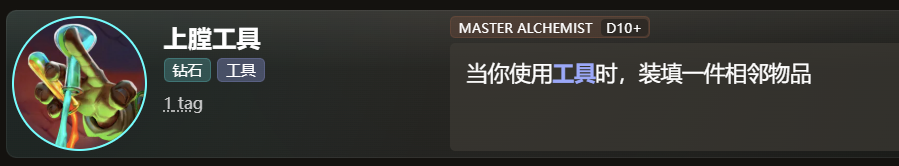 上膛工具
钻石 工具
1 tag
MASTER ALCHEMIST D10+
当你使用工具时，装填一件相邻物品